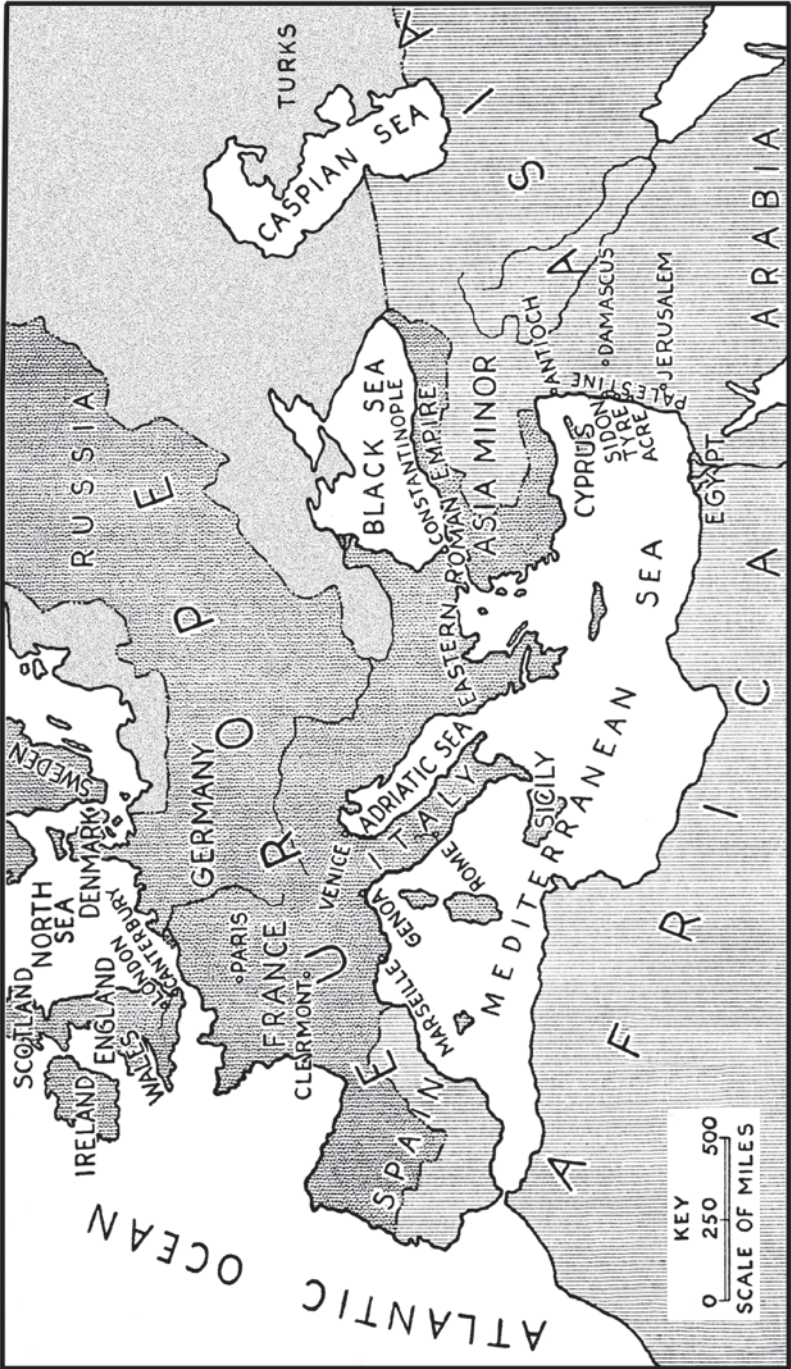 SCOTLAND
NORTH
SEA
DENMARK
SWEDEN
RUSSIA
TURKS
IRELAND
ENGLAND
WALES
LONDON
CANTERBURY
GERMANY
EUROPE
PARIS
FRANCE
CLERMONT
VENICE
GENOA
MARSEILLE
SPAIN
ITALY
ROME
SICILY
ADRIATIC SEA
BLACK SEA
CONSTANTINOPLE
EASTERN ROMAN EMPIRE
ASIA MINOR
CASPIAN SEA
ASIA
ANTIOCH
DAMASCUS
PALESTINE
JERUSALEM
CYPRUS
SIDON
TYRE
ACRE
EGYPT
ARABIA
MEDITERRANEAN SEA
AFRICA
ATLANTIC OCEAN
KEY
0 250 500
SCALE OF MILES